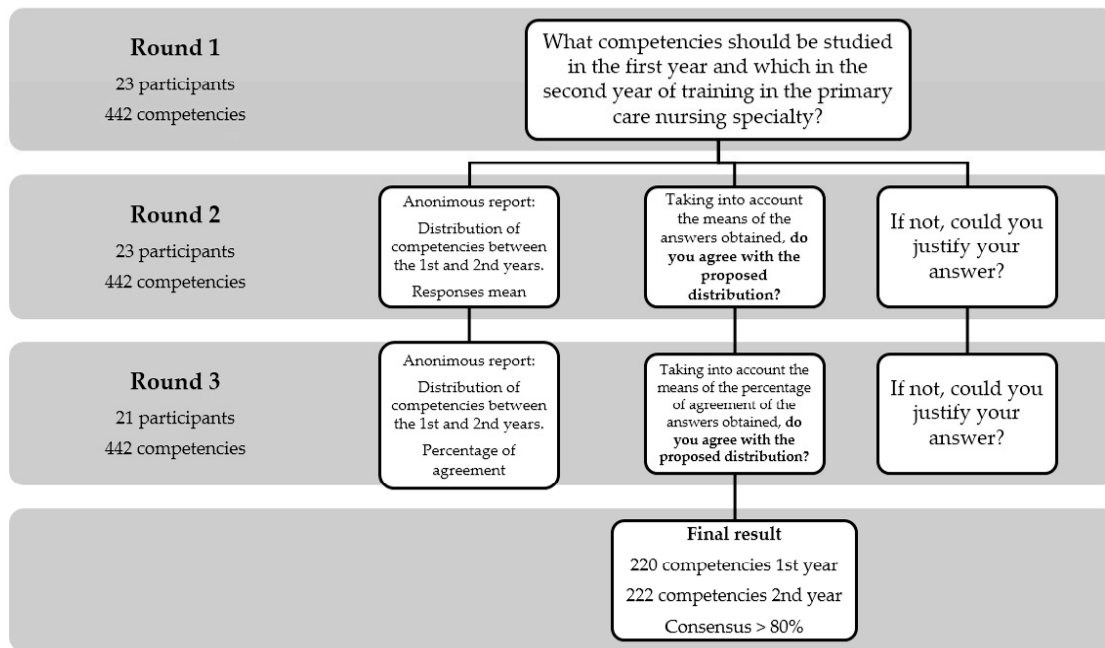 Round 1
23 participants
442 competencies
What competencies should be studied
in the first year and which in the
second year of training in the primary
care nursing specialty?
Round 2
23 participants
442 competencies
Anonimous report:
Distribution of
competencies between
the 1st and 2nd years.
Responses mean
Taking into account
the means of the
answers obtained, do
you agree with the
proposed
distribution?
If not, could you
justify your
answer?
Round 3
21 participants
442 competencies
Anonimous report:
Distribution of
competencies between
the 1st and 2nd years.
Percentage of
agreement
Taking into account the
means of the percentage
of agreement of the
answers obtained, do
you agree with the
proposed distribution?
If not, could you
justify your
answer?
Final result
220 competencies 1st year
222 competencies 2nd year
Consensus > 80%